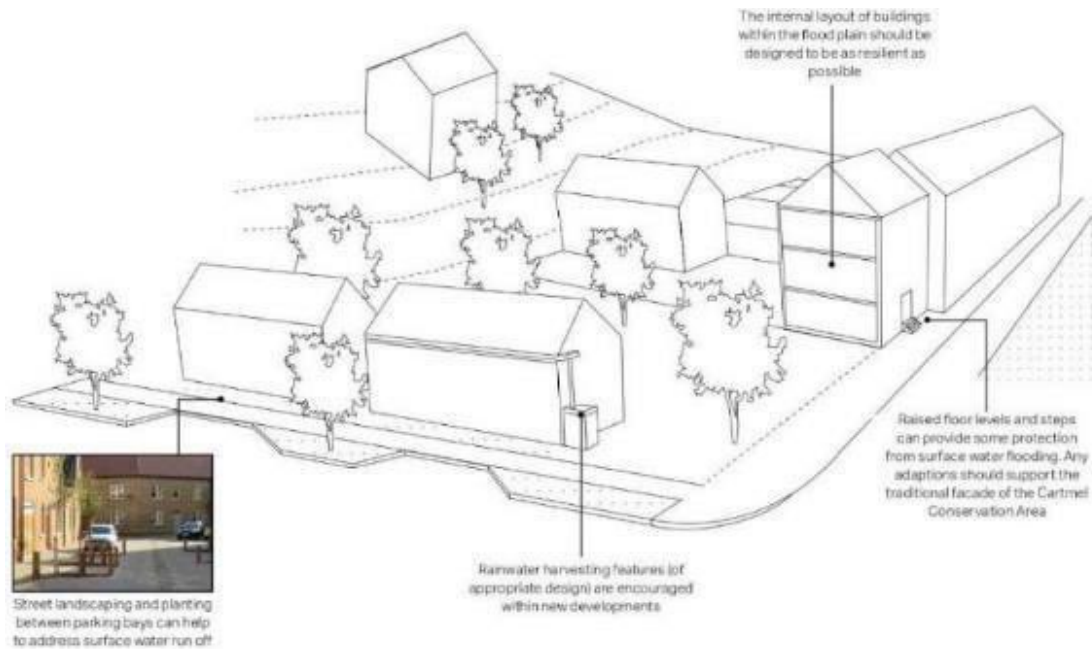 The internal layout of buildings
within the flood plain should be
designed to be as resilient as
possible
Raised floor levels and steps
can provide some protection
from surface water flooding. Any
adaptions should support the
traditional facade of the Cartmel
Conservation Area
Rainwater harvesting features (of
appropriate design) are encouraged
within new developments
Street landscaping and planting
between parking bays can help
to address surface water run off